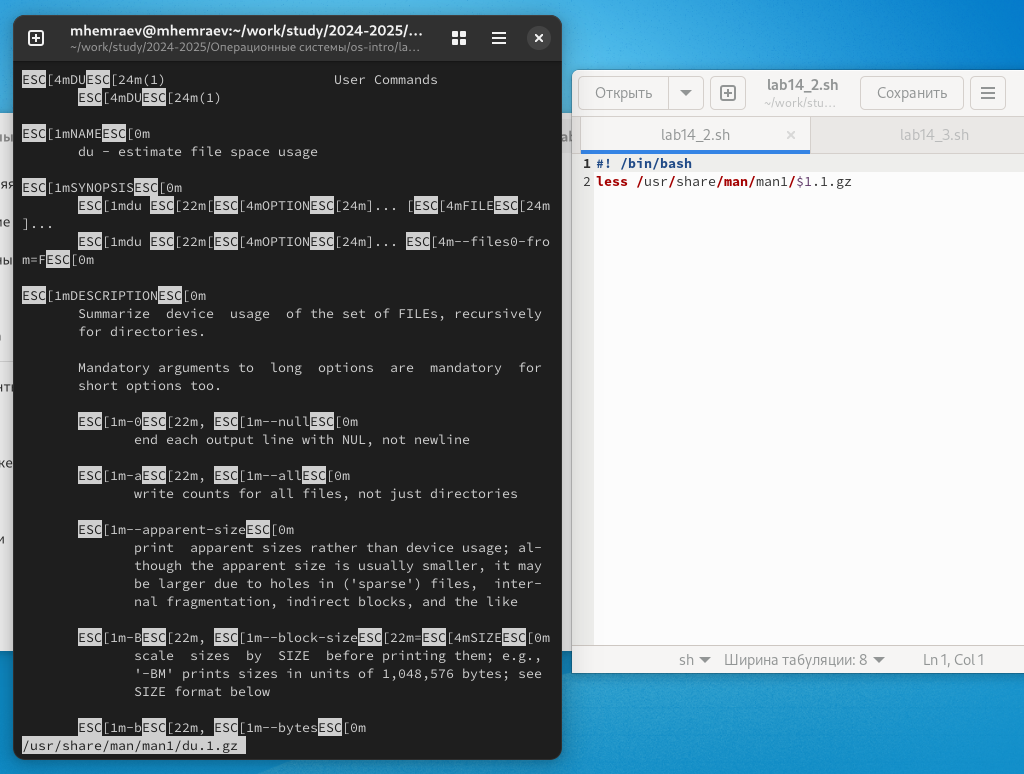 mhemraev@mhemraev:~/work/study/2024-2025/...
~/work/study/2024-2025/Операционные системы/os-intro/la...
ESC[4mDUESC[24m(1) User Commands
ESC[4mDUESC[24m(1)
ESC[1mNAMEESC[0m
du - estimate file space usage
ESC[1mSYNOPSISESC[0m
ESC[1mdu ESC[22m[ESC[4mOPTIONESC[24m]... [ESC[4mFILEESC[24m
]...
ESC[1mdu ESC[22m[ESC[4mOPTIONESC[24m]... ESC[4m--files0-fro
m=FESC[0m
ESC[1mDESCRIPTIONESC[0m
Summarize device usage of the set of FILEs, recursively
for directories.
Mandatory arguments to long options are mandatory for
short options too.
ESC[1m-0ESC[22m, ESC[1m--nullESC[0m
end each output line with NUL, not newline
ESC[1m-aESC[22m, ESC[1m--allESC[0m
write counts for all files, not just directories
ESC[1m--apparent-sizeESC[0m
print apparent sizes rather than device usage; al-
though the apparent size is usually smaller, it may
be larger due to holes in ('sparse') files, inter-
nal fragmentation, indirect blocks, and the like
ESC[1m-BESC[22m, ESC[1m--block-sizeESC[22m=ESC[4mSIZEESC[0m
scale sizes by SIZE before printing them; e.g.,
'-BM' prints sizes in units of 1,048,576 bytes; see
SIZE format below
ESC[1m-bESC[22m, ESC[1m--bytesESC[0m
/usr/share/man/man1/du.1.gz
Открыть
lab14_2.sh
~/work/stu...
Сохранить
lab14_2.sh
lab14_3.sh
1 #! /bin/bash
2 less /usr/share/man/man1/$1.1.gz
sh
Ширина табуляции: 8
Ln 1, Col 1